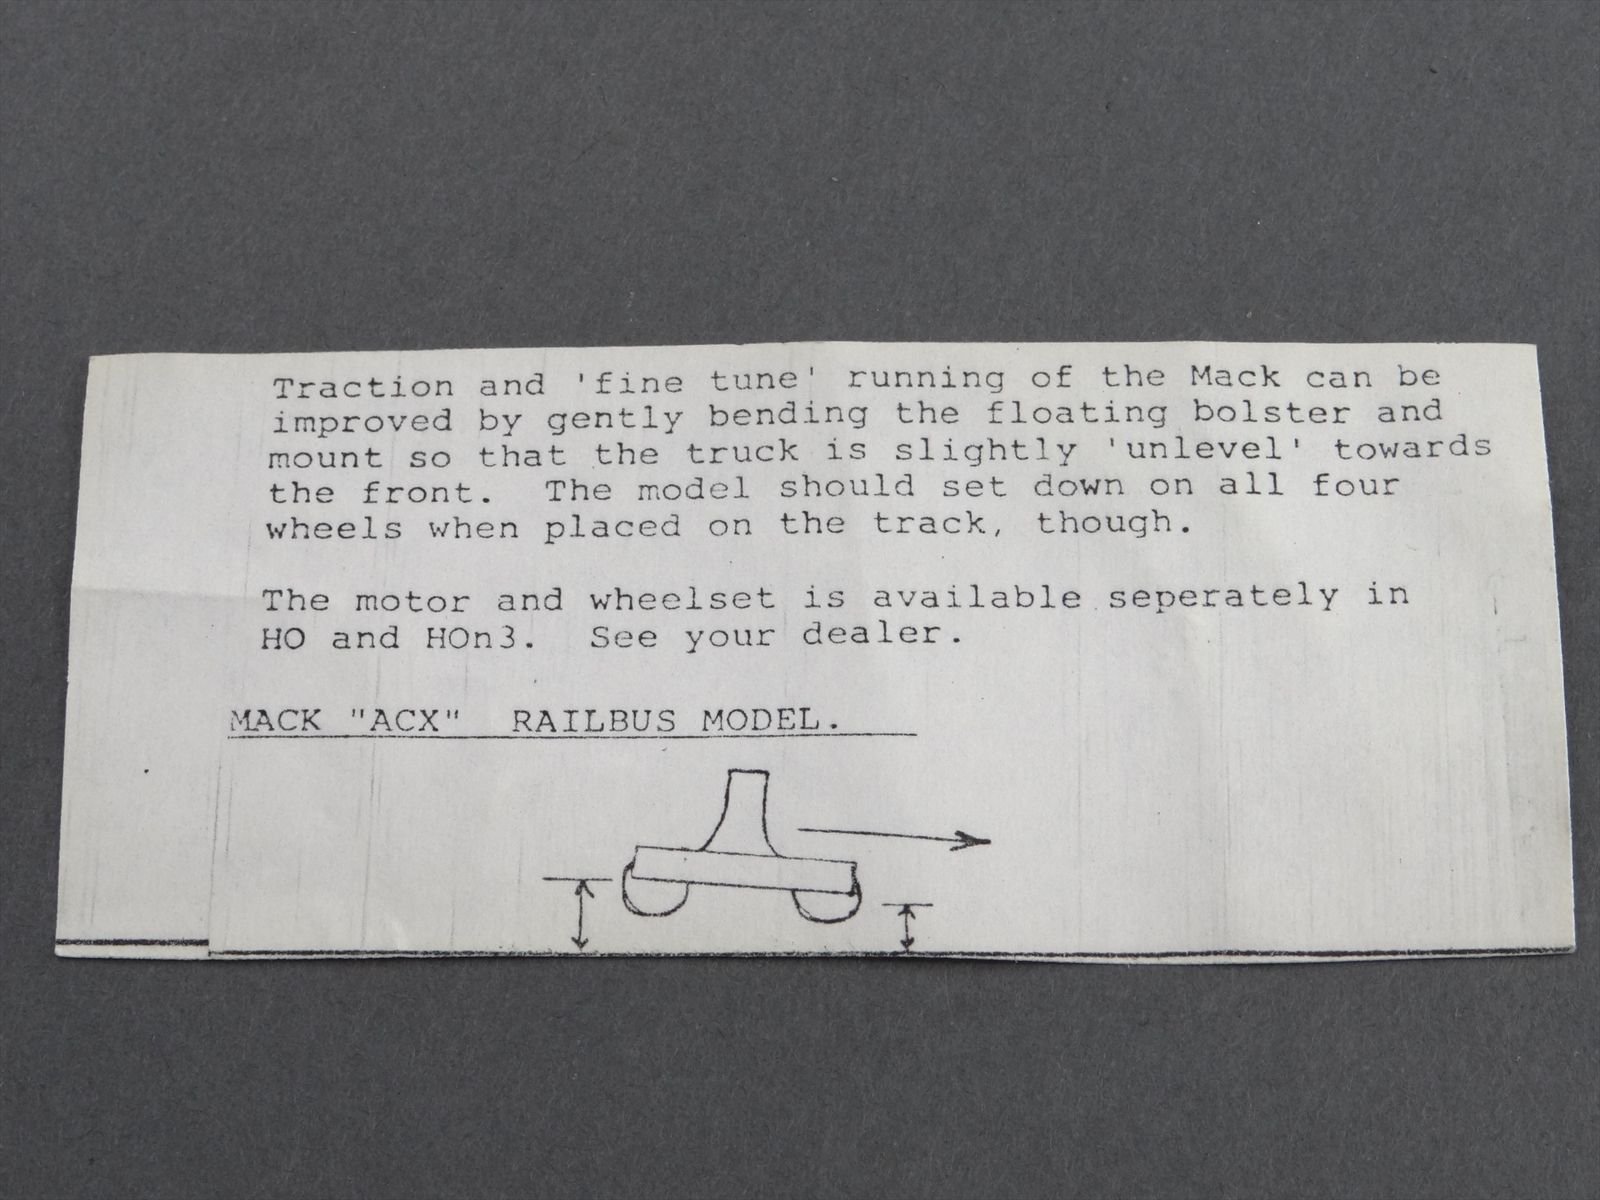 Traction and 'fine tune' running of the Mack can be
improved by gently bending the floating bolster and
mount so that the truck is slightly 'unlevel' towards
the front.  The model should set down on all four
wheels when placed on the track, though.
The motor and wheelset is available seperately in
HO and HOn3.  See your dealer.
MACK "ACX"  RAILBUS MODEL.